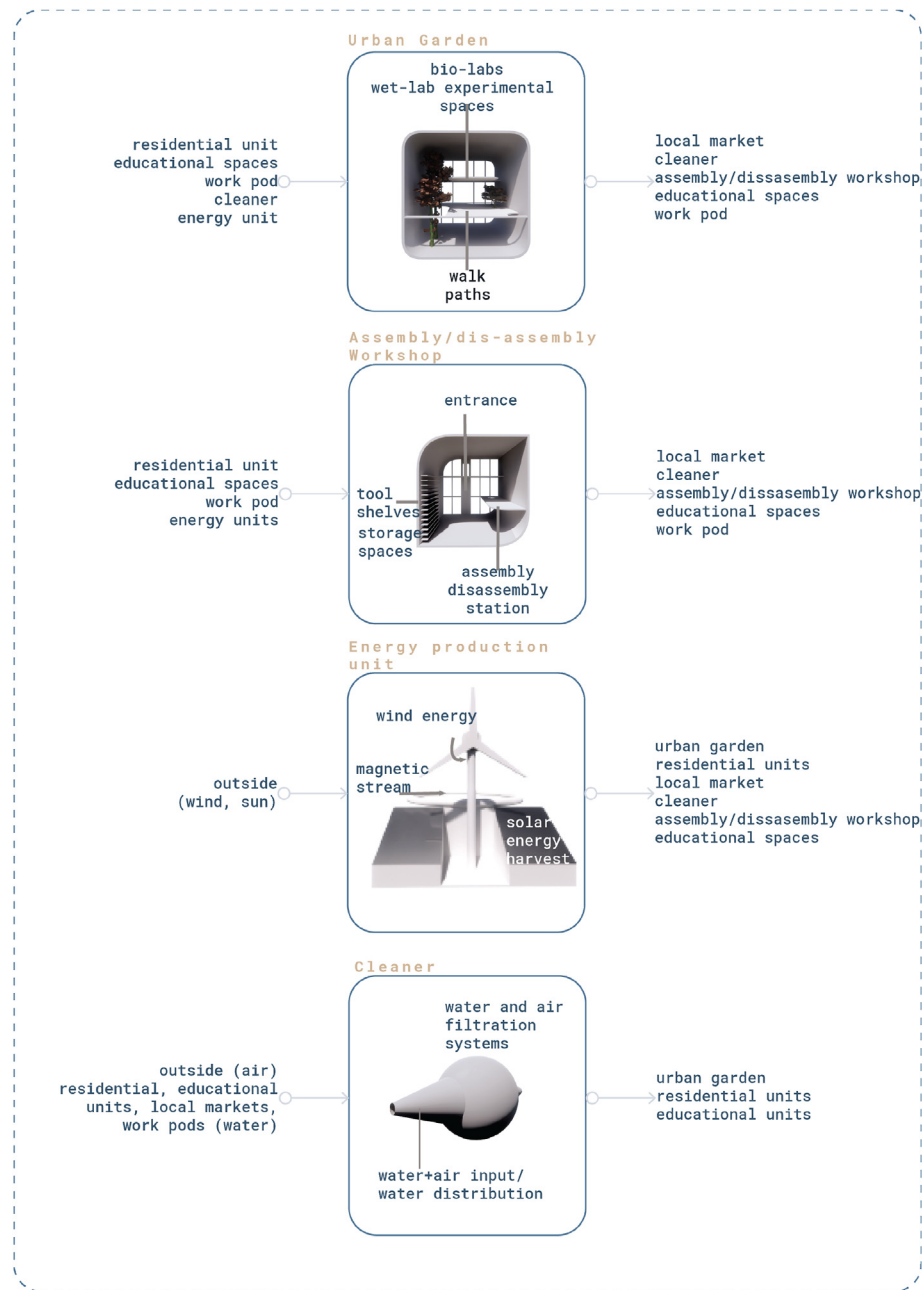 Urban Garden
bio-labs
wet-lab experimental
spaces
residential unit
educational spaces
work pod
cleaner
energy unit
local market
cleaner
assembly/dissasembly workshop
educational spaces
work pod
walk
paths
Assembly/dis-assembly
Workshop
entrance
residential unit
educational spaces
work pod
energy units
tool
shelves
storage
spaces
assembly
disassembly
station
local market
cleaner
assembly/dissasembly workshop
educational spaces
work pod
Energy production
unit
wind energy
magnetic
stream
solar
energy
harvest
outside
(wind, sun)
urban garden
residential units
local market
cleaner
assembly/dissasembly workshop
educational spaces
Cleaner
water and air
filtration
systems
outside (air)
residential, educational
units, local markets,
work pods (water)
urban garden
residential units
educational units
water+air input/
water distribution